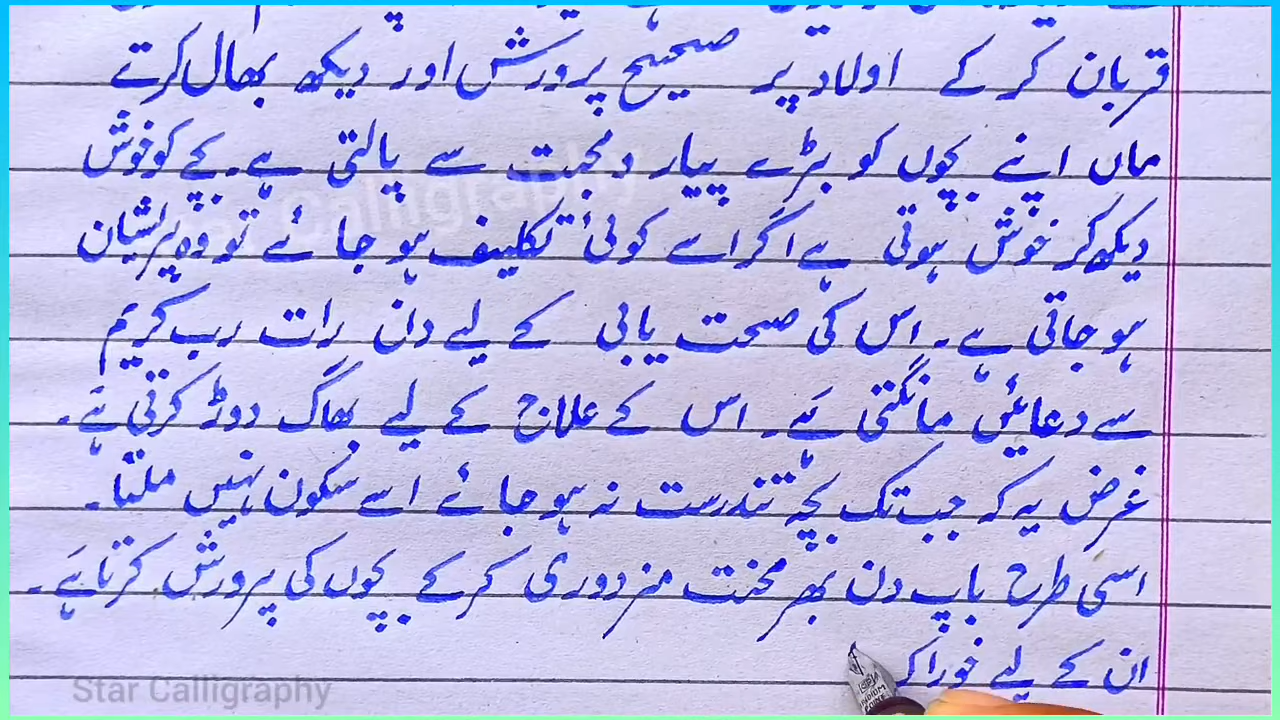 قربان کر کے اولاد پر صحیح پرورش اور دیکھ بھال کرتے
ماں اپنے بچوں کو بڑے پیار و محبت سے پالتی ہے۔ بچے کو خوش
دیکھ کر خوش ہوتی ہے اگر اسے کوئی تکلیف ہو جائے تو وہ پریشان
ہو جاتی ہے۔ اس کی صحت یابی کے لیے دن رات رب کریم
سے دعائیں مانگتی ہے۔ اس کے علاج کے لیے بھاگ دوڑ کرتی ہے۔
غرض یہ کہ جب تک بچہ تندرست نہ ہو جائے اسے سکون نہیں ملتا۔
اسی طرح باپ دن بھر محنت مزدوری کر کے بچوں کی پرورش کرتا ہے۔
ان کے لیے خوراک
Star Calligraphy